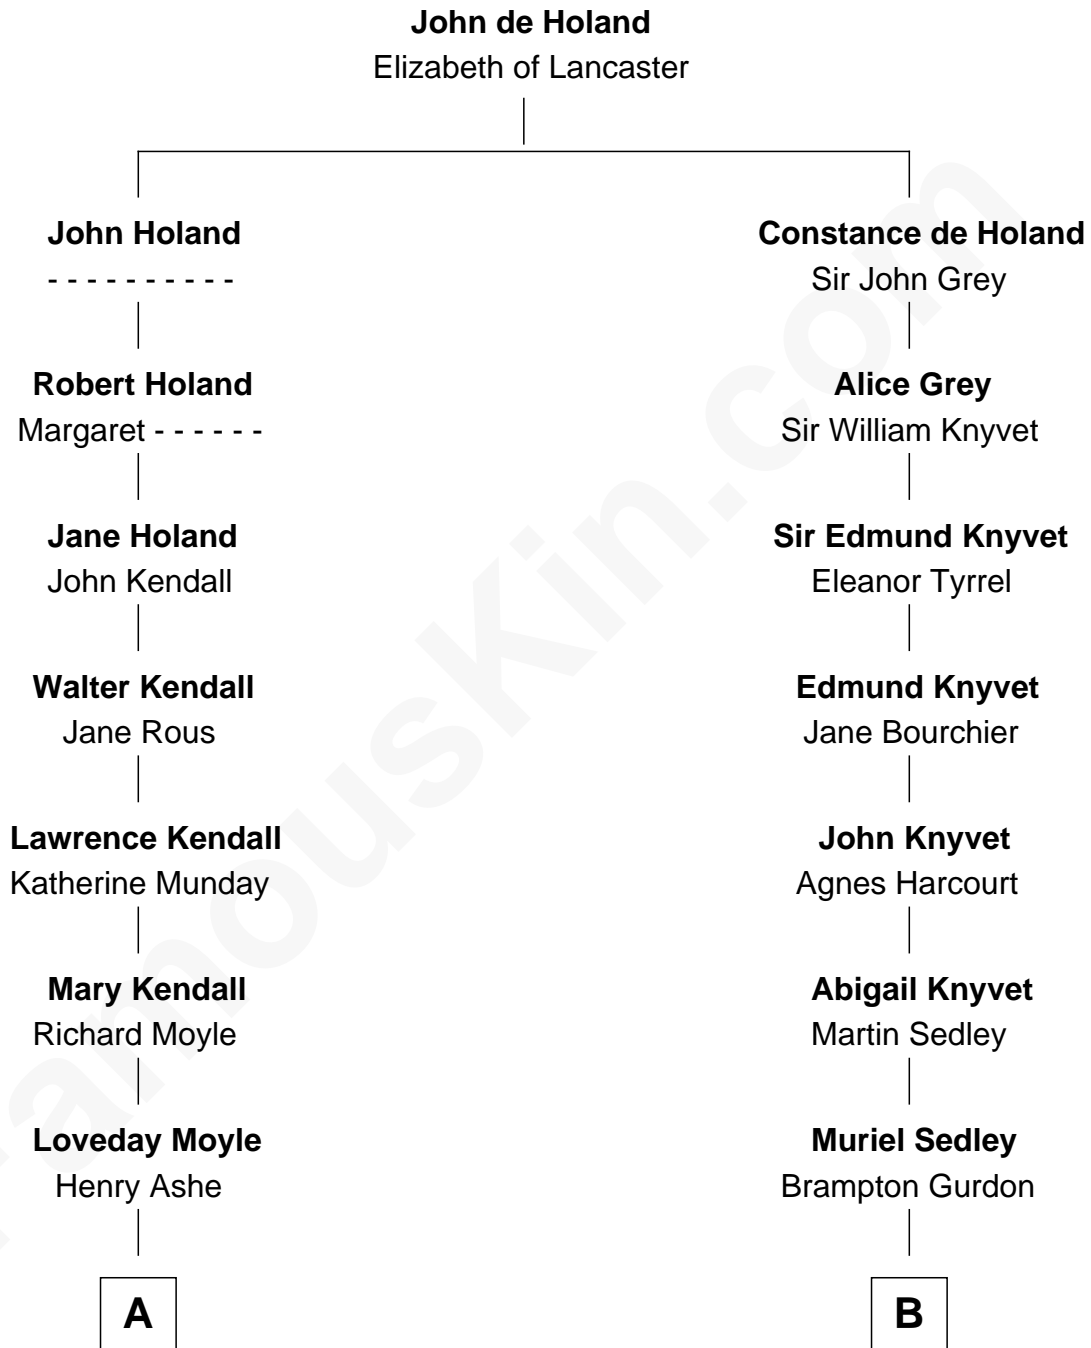 John de Holand
Elizabeth of Lancaster
John Holand
- - - - - - - - - -
Constance de Holand
Sir John Grey
Robert Holand
Margaret - - - - - -
Alice Grey
Sir William Knyvet
Jane Holand
John Kendall
Sir Edmund Knyvet
Eleanor Tyrrel
Walter Kendall
Jane Rous
Edmund Knyvet
Jane Bourchier
Lawrence Kendall
Katherine Munday
John Knyvet
Agnes Harcourt
Mary Kendall
Richard Moyle
Abigail Knyvet
Martin Sedley
Loveday Moyle
Henry Ashe
Muriel Sedley
Brampton Gurdon
A
B
FamousKin.com